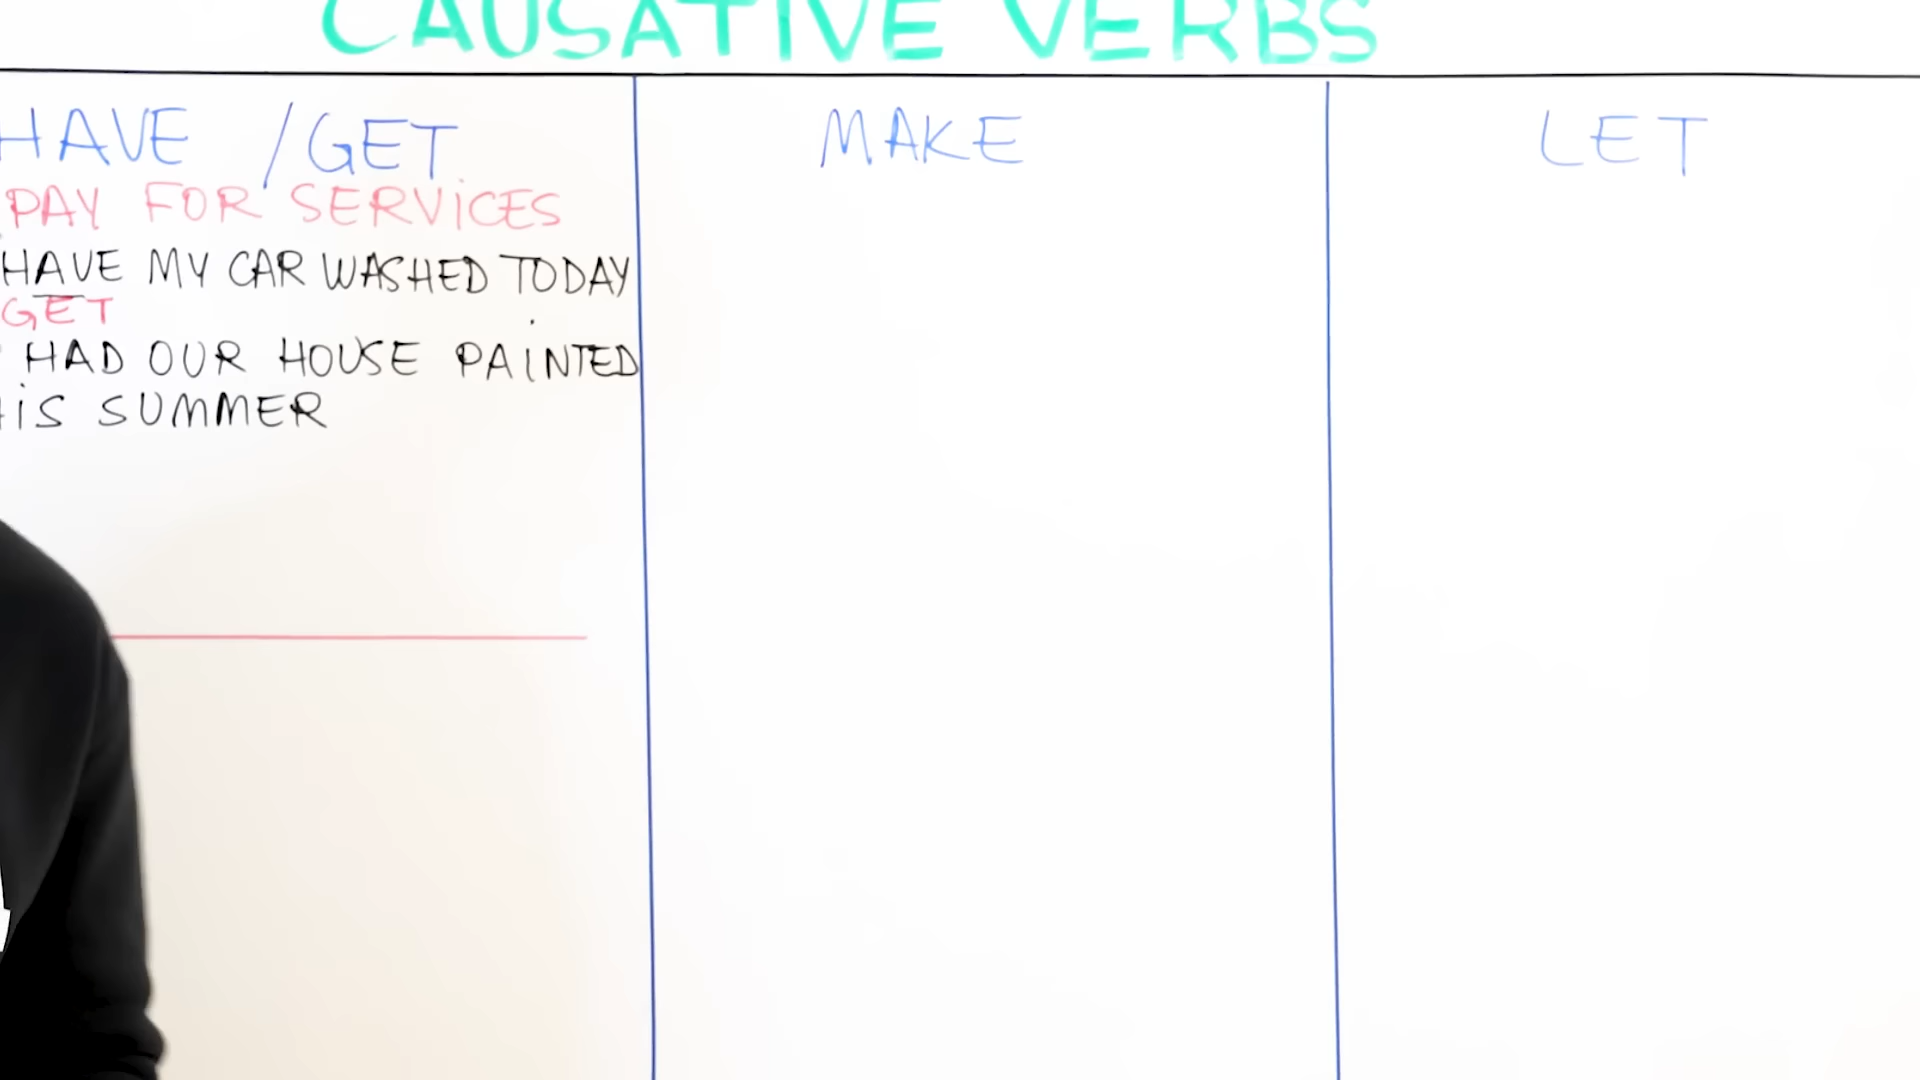 CAUSATIVE VERBS
HAVE / GET
PAY FOR SERVICES
HAVE MY CAR WASHED TODAY
GET
HAD OUR HOUSE PAINTED
iS SUMMER
MAKE
LET